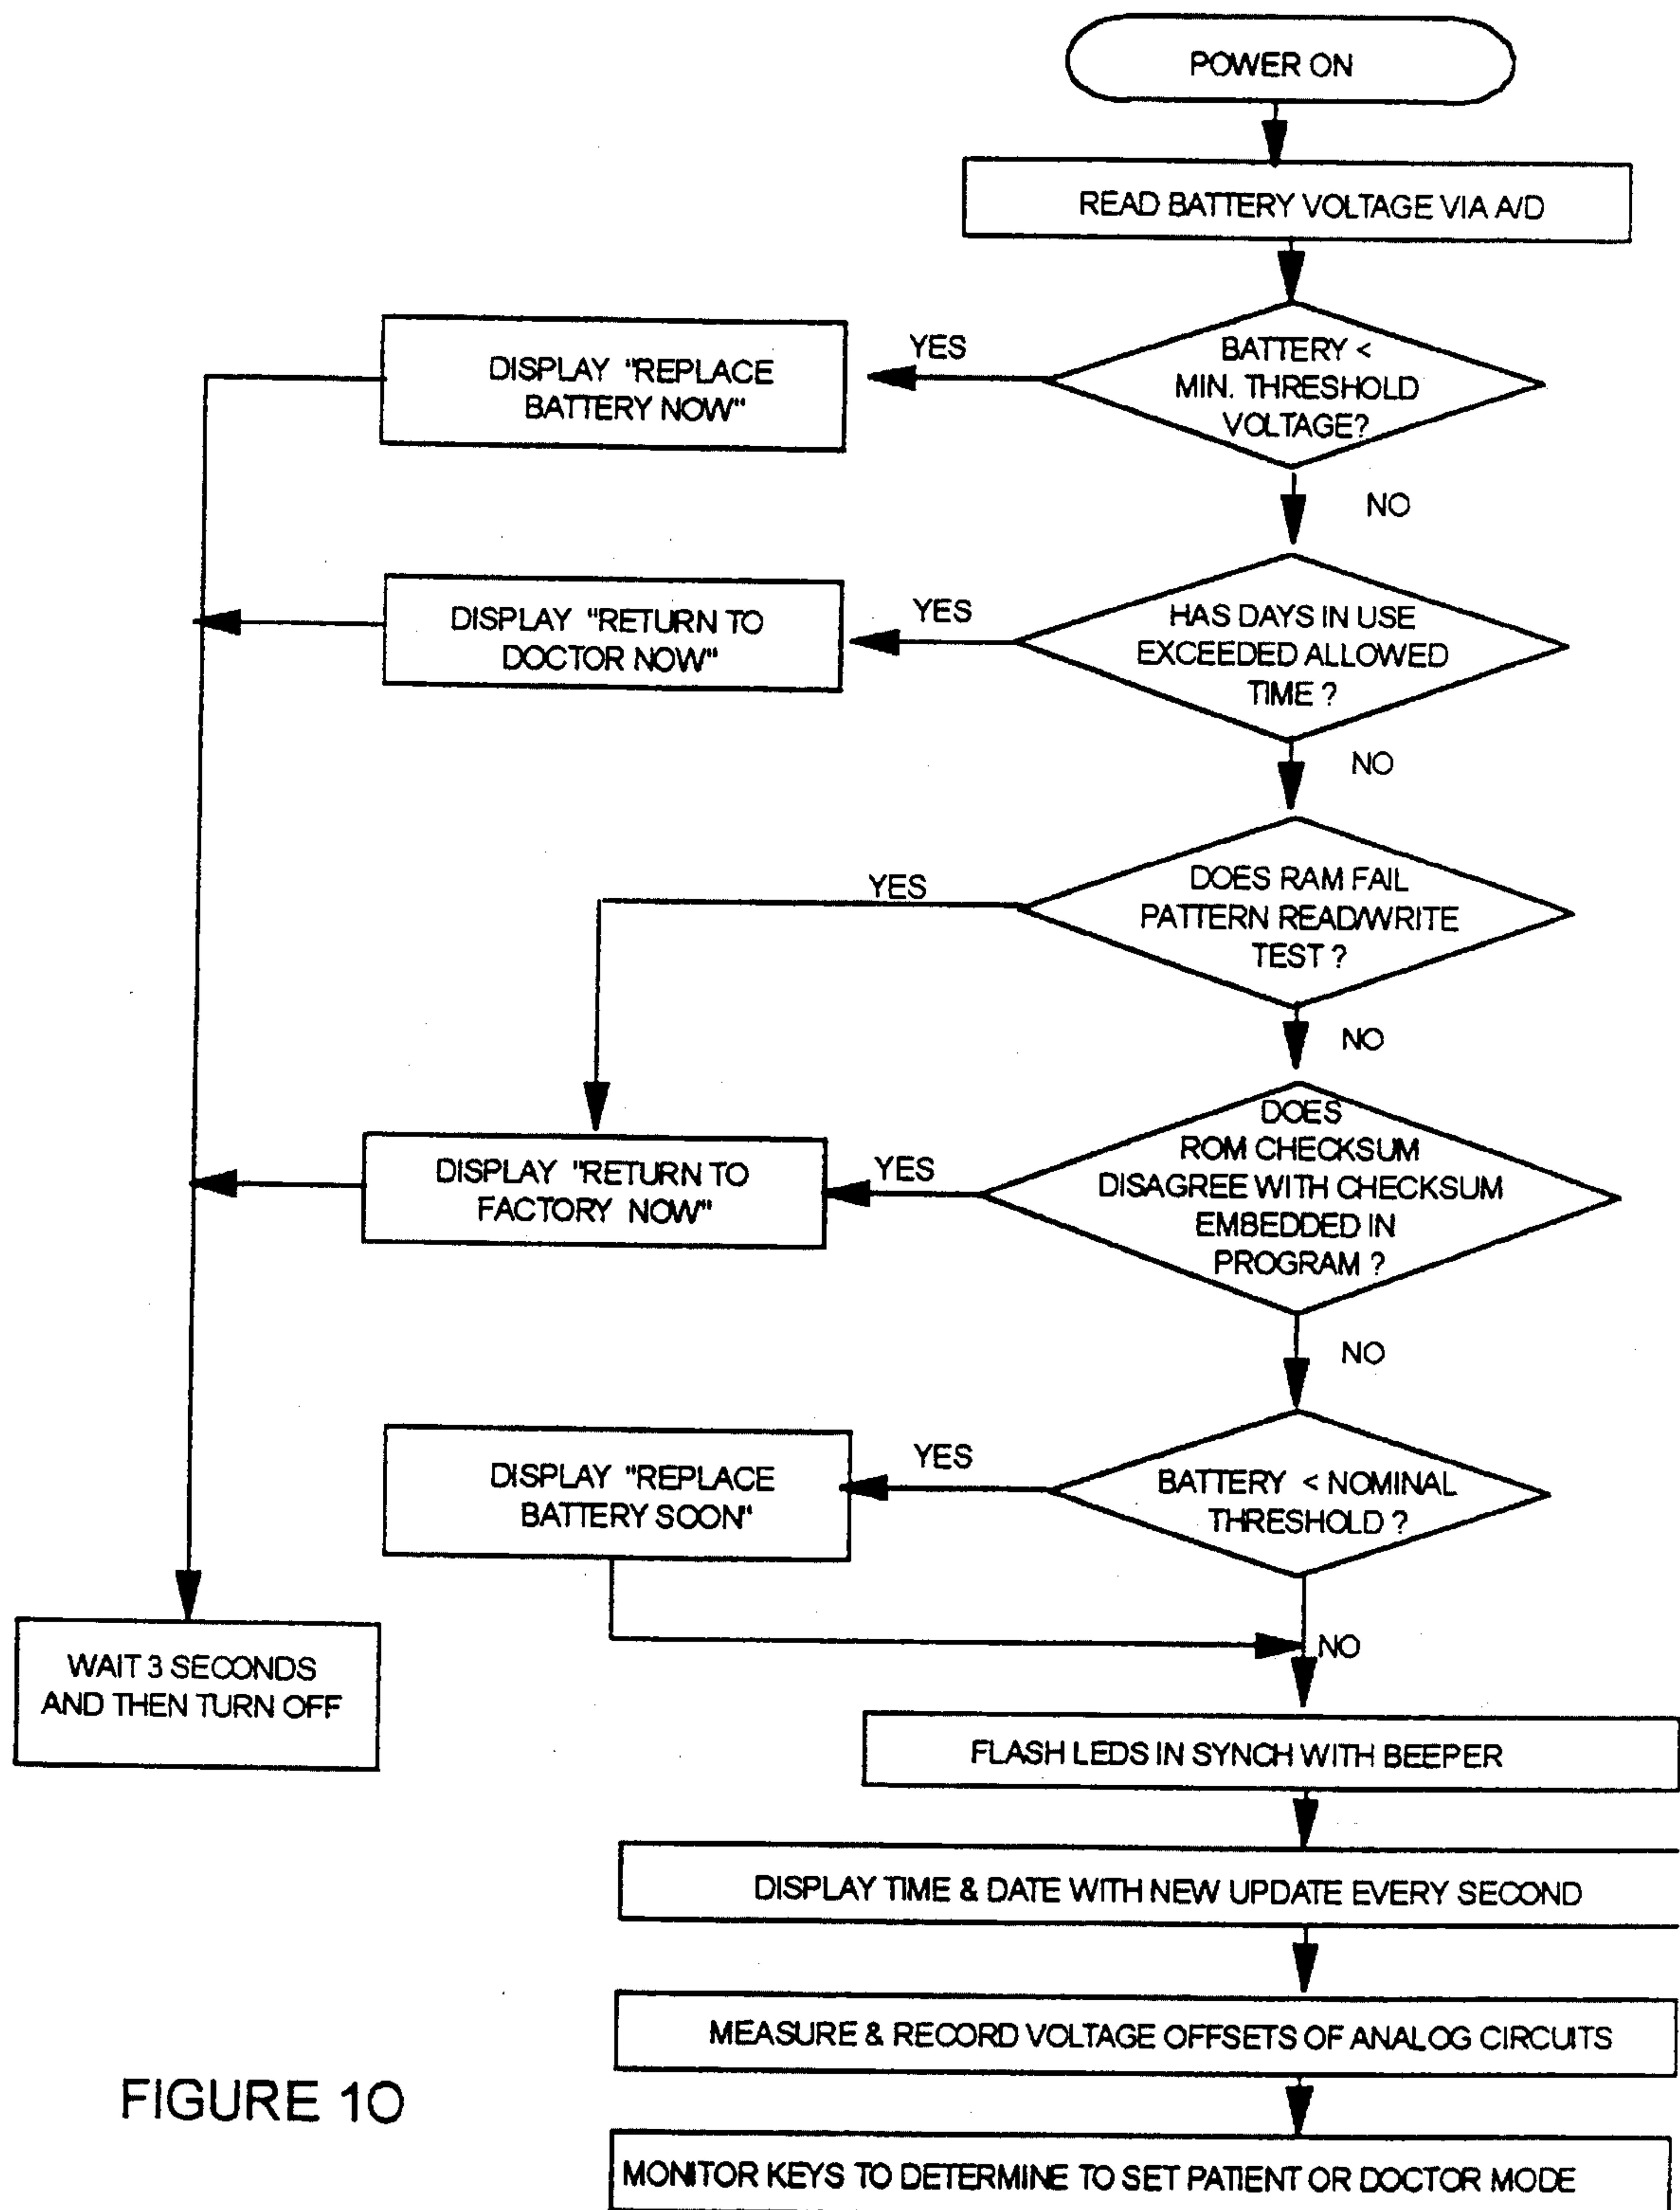 POWER ON
READ BATTERY VOLTAGE VIA A/D
BATTERY <
MIN. THRESHOLD
VOLTAGE?
YES
DISPLAY "REPLACE
BATTERY NOW"
NO
HAS DAYS IN USE
EXCEEDED ALLOWED
TIME ?
YES
DISPLAY "RETURN TO
DOCTOR NOW"
NO
DOES RAM FAIL
PATTERN READ/WRITE
TEST ?
YES
NO
DOES
ROM CHECKSUM
DISAGREE WITH CHECKSUM
EMBEDDED IN
PROGRAM ?
YES
DISPLAY "RETURN TO
FACTORY NOW"
NO
BATTERY < NOMINAL
THRESHOLD ?
YES
DISPLAY "REPLACE
BATTERY SOON"
NO
WAIT 3 SECONDS
AND THEN TURN OFF
FLASH LEDS IN SYNCH WITH BEEPER
DISPLAY TIME & DATE WITH NEW UPDATE EVERY SECOND
MEASURE & RECORD VOLTAGE OFFSETS OF ANALOG CIRCUITS
MONITOR KEYS TO DETERMINE TO SET PATIENT OR DOCTOR MODE
FIGURE 10